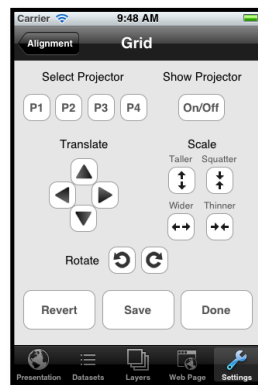 Carrier 9:48 AM
Alignment Grid
Select Projector Show Projector
P1 P2 P3 P4 On/Off
Translate Scale
Taller Squatter
Wider Thinner
Rotate
Revert Save Done
Presentation Datasets Layers Web Page Settings